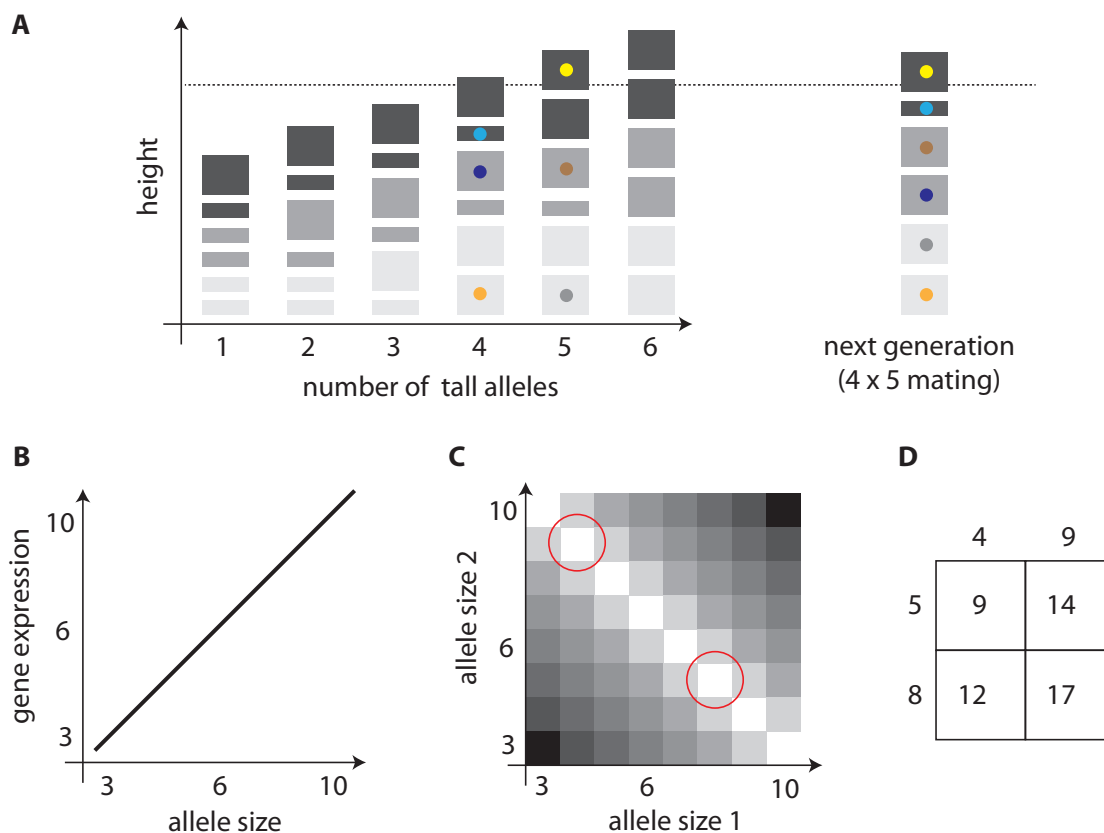 A
height
1 2 3 4 5 6
number of tall alleles
next generation
(4 x 5 mating)
B
gene expression
10
6
3
3 6 10
allele size
C
allele size 2
10
6
3
3 6 10
allele size 1
D
4 9
5 9 14
8 12 17